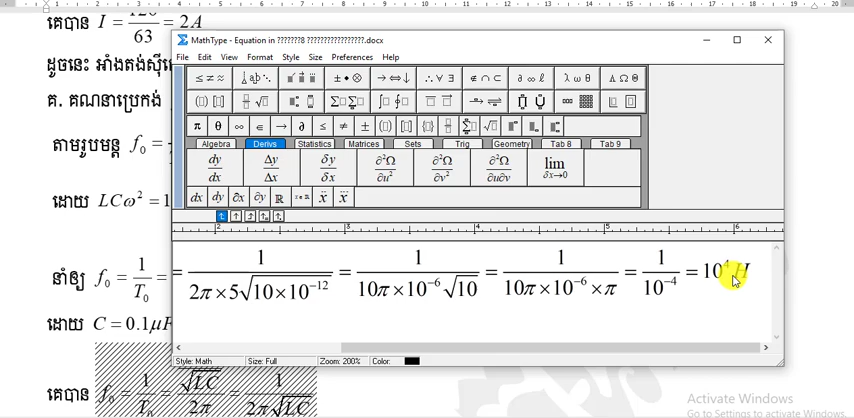 គេបាន I = 126/63 = 2A
ដូចនេះ អាំងតង់ស៊ីតេ
គ. គណនាប្រេកង់
តាមរូបមន្ត f₀ =
ដោយ LCω² = 1
នាំឲ្យ f₀ = 1/T₀ =
ដោយ C = 0.1μF
គេបាន f₀ = 1/T₀ = √LC/2π = 1/2π√LC
MathType - Equation in ???????8 ?????????????????.docx
File Edit View Format Style Size Preferences Help
Algebra Derivs Statistics Matrices Sets Trig Geometry Tab 8 Tab 9
dy/dx Δy/Δx δy/δx ∂²Ω/∂u² ∂²Ω/∂v² ∂²Ω/∂u∂v lim δx→0
dx dy ∂x ∂y ℝ
= 1/2π×5√10×10⁻¹² = 1/10π×10⁻⁶√10 = 1/10π×10⁻⁶×π = 1/10⁻⁴ = 10⁴ H
Style: Math Size: Full Zoom: 200% Color:
Activate Windows
Go to Settings to activate Windows.